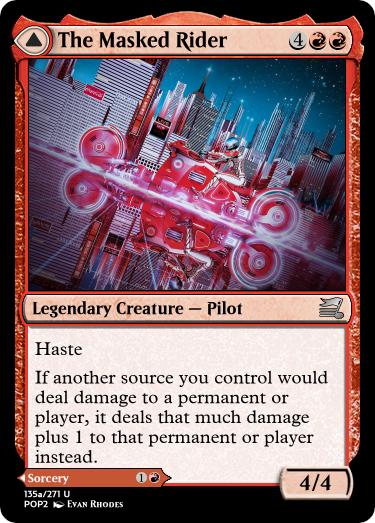 The Masked Rider 4
Legendary Creature — Pilot
Haste
If another source you control would
deal damage to a permanent or
player, it deals that much damage
plus 1 to that permanent or player
instead.
Sorcery 1
4/4
135a/271 U
POP2 Evan Rhodes